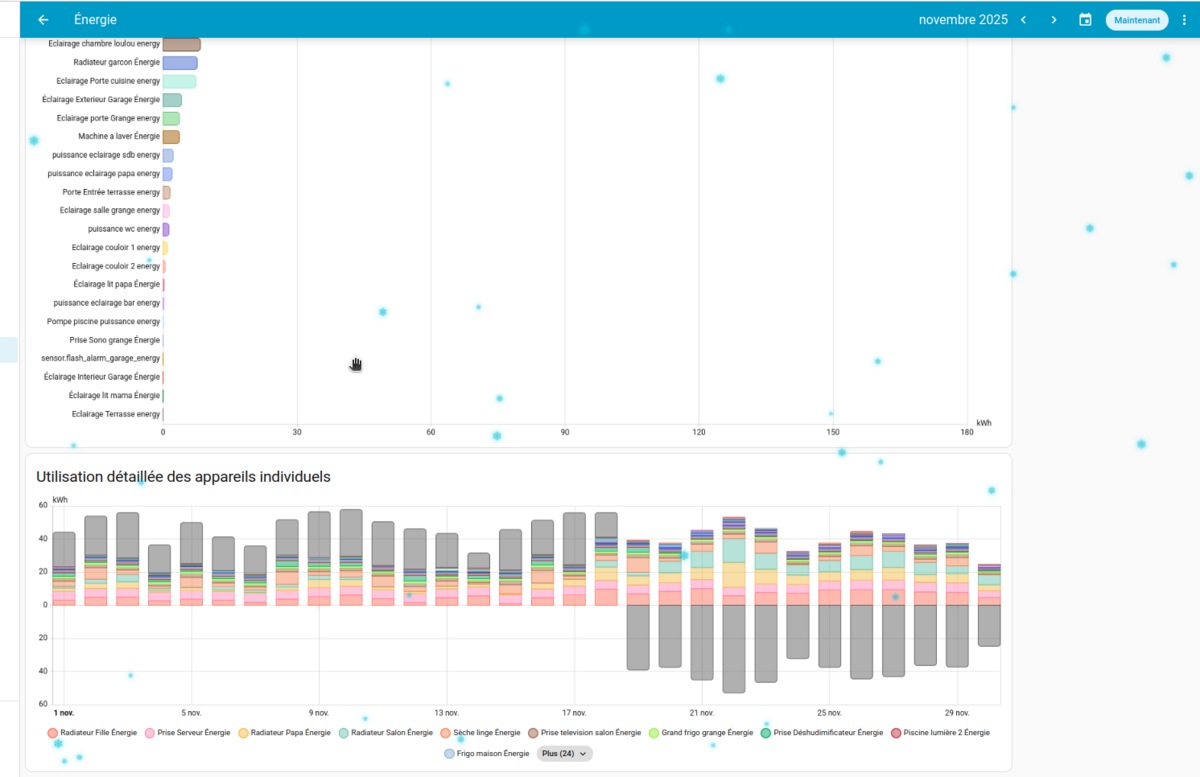 Énergie
novembre 2025
Maintenant
Eclairage chambre loulou energy
Radiateur garcon Énergie
Eclairage Porte cuisine energy
Éclairage Exterieur Garage Énergie
Eclairage porte Grange energy
Machine a laver Énergie
puissance eclairage sdb energy
puissance eclairage papa energy
Porte Entrée terrasse energy
Eclairage salle grange energy
puissance wc energy
Eclairage couloir 1 energy
Eclairage couloir 2 energy
Éclairage lit papa Énergie
puissance eclairage bar energy
Pompe piscine puissance energy
Prise Sono grange Énergie
sensor.flash_alarm_garage_energy
Éclairage Interieur Garage Énergie
Éclairage lit mama Énergie
Eclairage Terrasse energy
kWh
0 30 60 90 120 150 180
Utilisation détaillée des appareils individuels
kWh
60
40
20
0
20
40
60
1 nov. 5 nov. 9 nov. 13 nov. 17 nov. 21 nov. 25 nov. 29 nov.
Radiateur Fille Énergie Prise Serveur Énergie Radiateur Papa Énergie Radiateur Salon Énergie Sèche linge Énergie Prise television salon Énergie Grand frigo grange Énergie Prise Déshudimificateur Énergie Piscine lumière 2 Énergie
Frigo maison Énergie Plus (24)